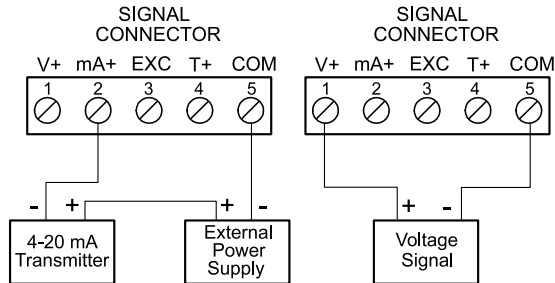 SIGNAL
CONNECTOR
V+ mA+ EXC T+ COM
1 2 3 4 5
- + + -
4-20 mA
Transmitter
External
Power
Supply
SIGNAL
CONNECTOR
V+ mA+ EXC T+ COM
1 2 3 4 5
+ -
Voltage
Signal